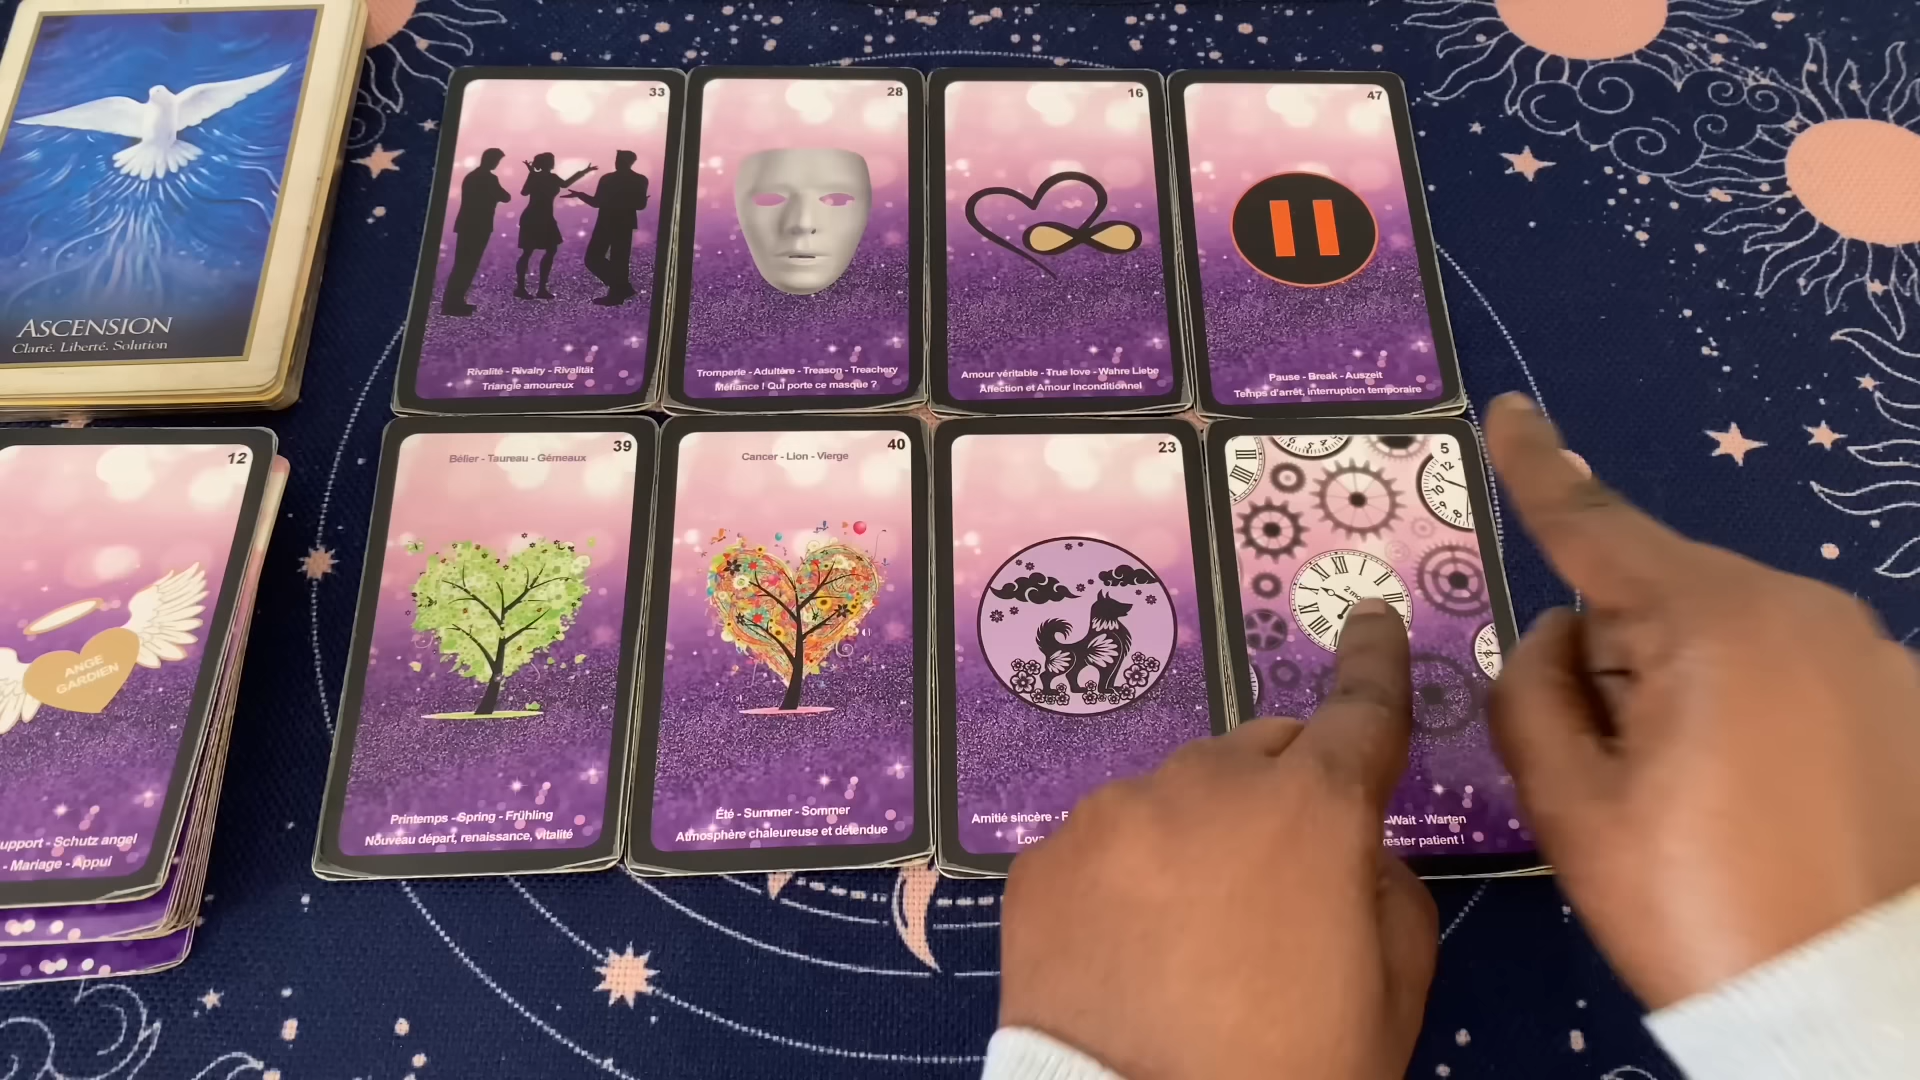 ASCENSION
Clarté. Liberté. Solution
33
Rivalité - Rivalry - Rivalität
Triangle amoureux
28
Tromperie - Adultère - Treason - Treachery
Méfiance ! Qui porte ce masque ?
16
Amour véritable - True love - Wahre Liebe
Affection et Amour Inconditionnel
47
Pause - Break - Auszeit
Temps d'arrêt, interruption temporaire
12
ANGE
GARDIEN
upport - Schutz angel
- Mariage - Appui
39
Bélier - Taureau - Gémeaux
Printemps - Spring - Frühling
Nouveau départ, renaissance, vitalité
40
Cancer - Lion - Vierge
Été - Summer - Sommer
Atmosphère chaleureuse et détendue
23
Amitié sincère - F
Loya
5
- Wait - Warten
rester patient !